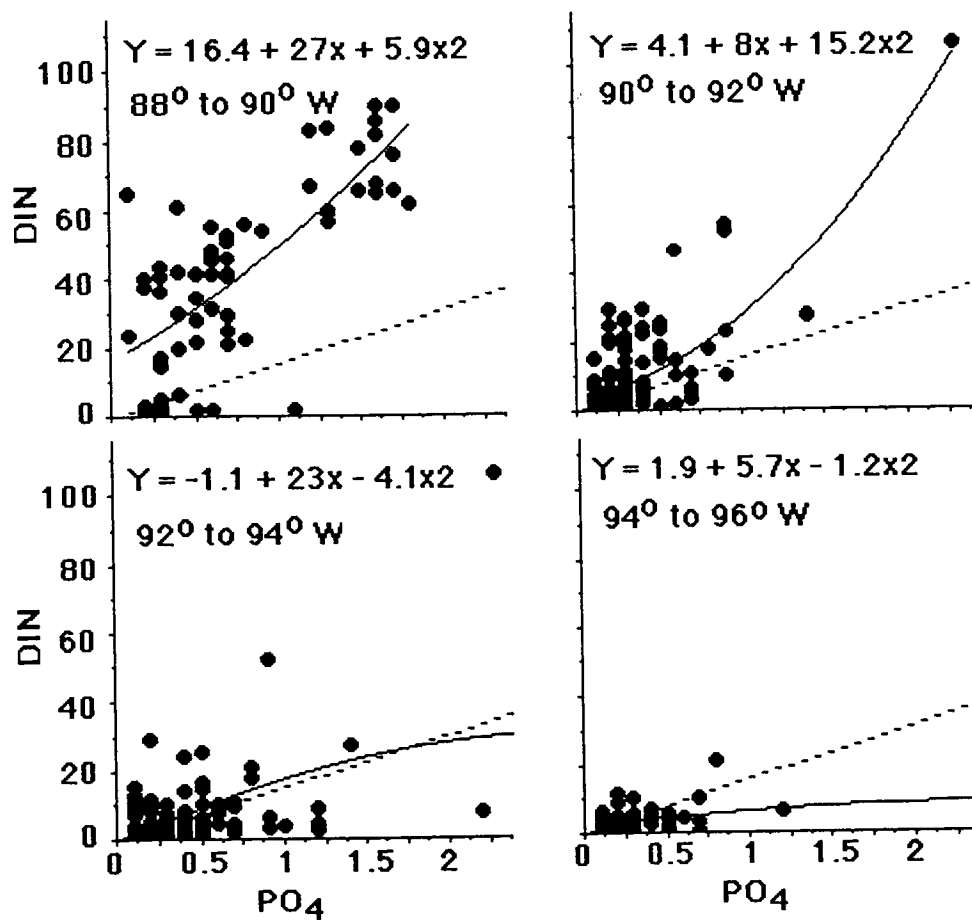 Y = 16.4 + 27x + 5.9x2
88⁰ to 90⁰ W
100
80
60
40
20
0
DIN
Y = 4.1 + 8x + 15.2x2
90⁰ to 92⁰ W
Y = -1.1 + 23x - 4.1x2
92⁰ to 94⁰ W
100
80
60
40
20
0
DIN
0 0.5 1 1.5 2
PO4
Y = 1.9 + 5.7x - 1.2x2
94⁰ to 96⁰ W
0 0.5 1 1.5 2
PO4